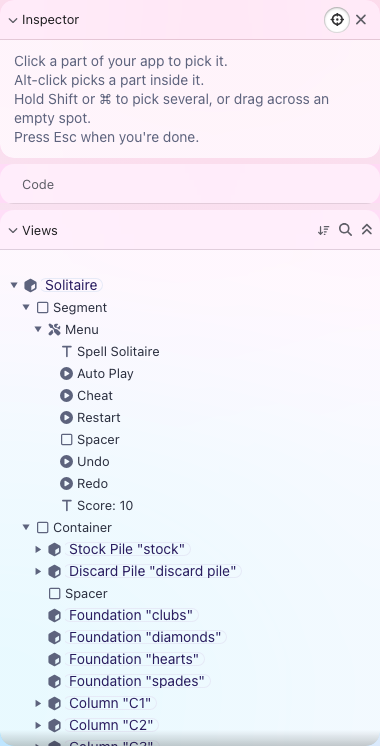 Inspector
Click a part of your app to pick it.
Alt-click picks a part inside it.
Hold Shift or ⌘ to pick several, or drag across an
empty spot.
Press Esc when you're done.
Code
Views
Solitaire
Segment
Menu
Spell Solitaire
Auto Play
Cheat
Restart
Spacer
Undo
Redo
Score: 10
Container
Stock Pile "stock"
Discard Pile "discard pile"
Spacer
Foundation "clubs"
Foundation "diamonds"
Foundation "hearts"
Foundation "spades"
Column "C1"
Column "C2"
Column "C3"